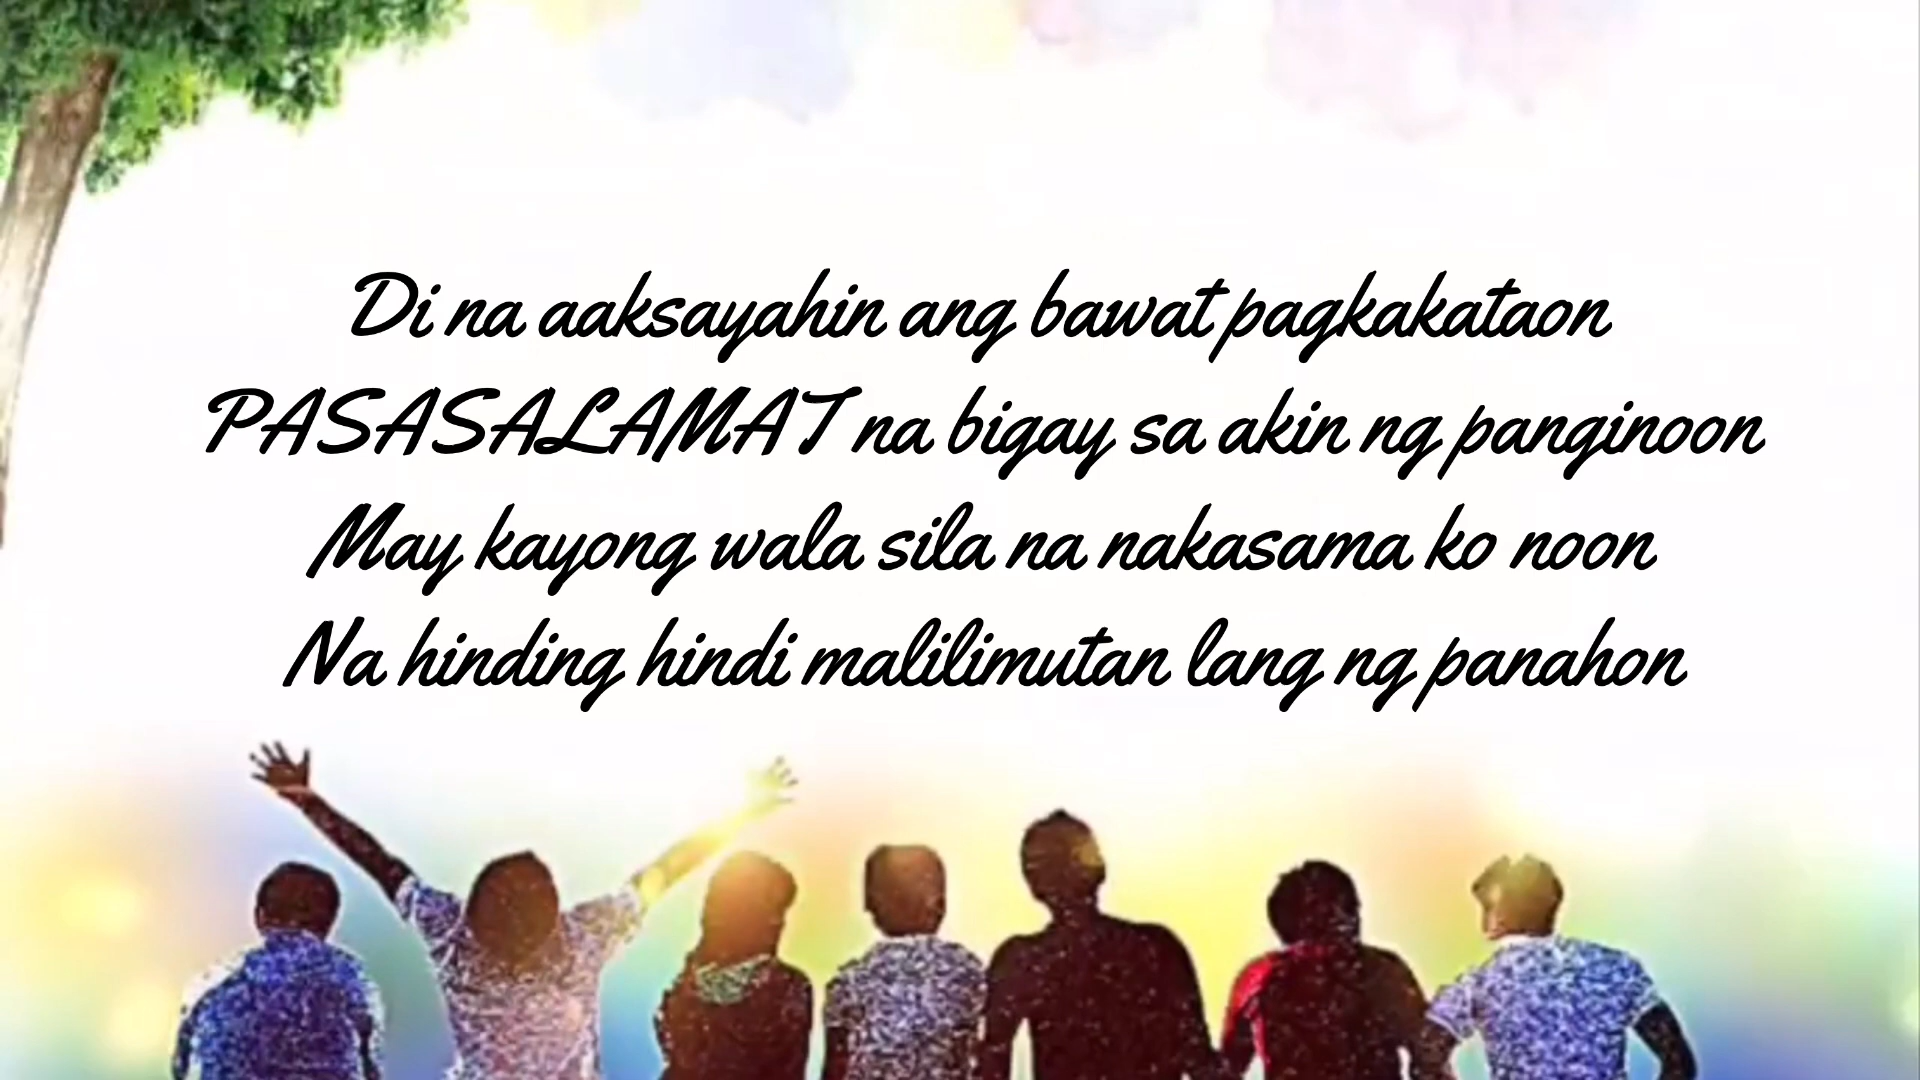 Di na aaksayahin ang bawat pagkakataon
PASASALAMAT na bigay sa akin ng panginoon
May kayong wala sila na nakasama ko noon
Na hinding hindi malilimutan lang ng panahon